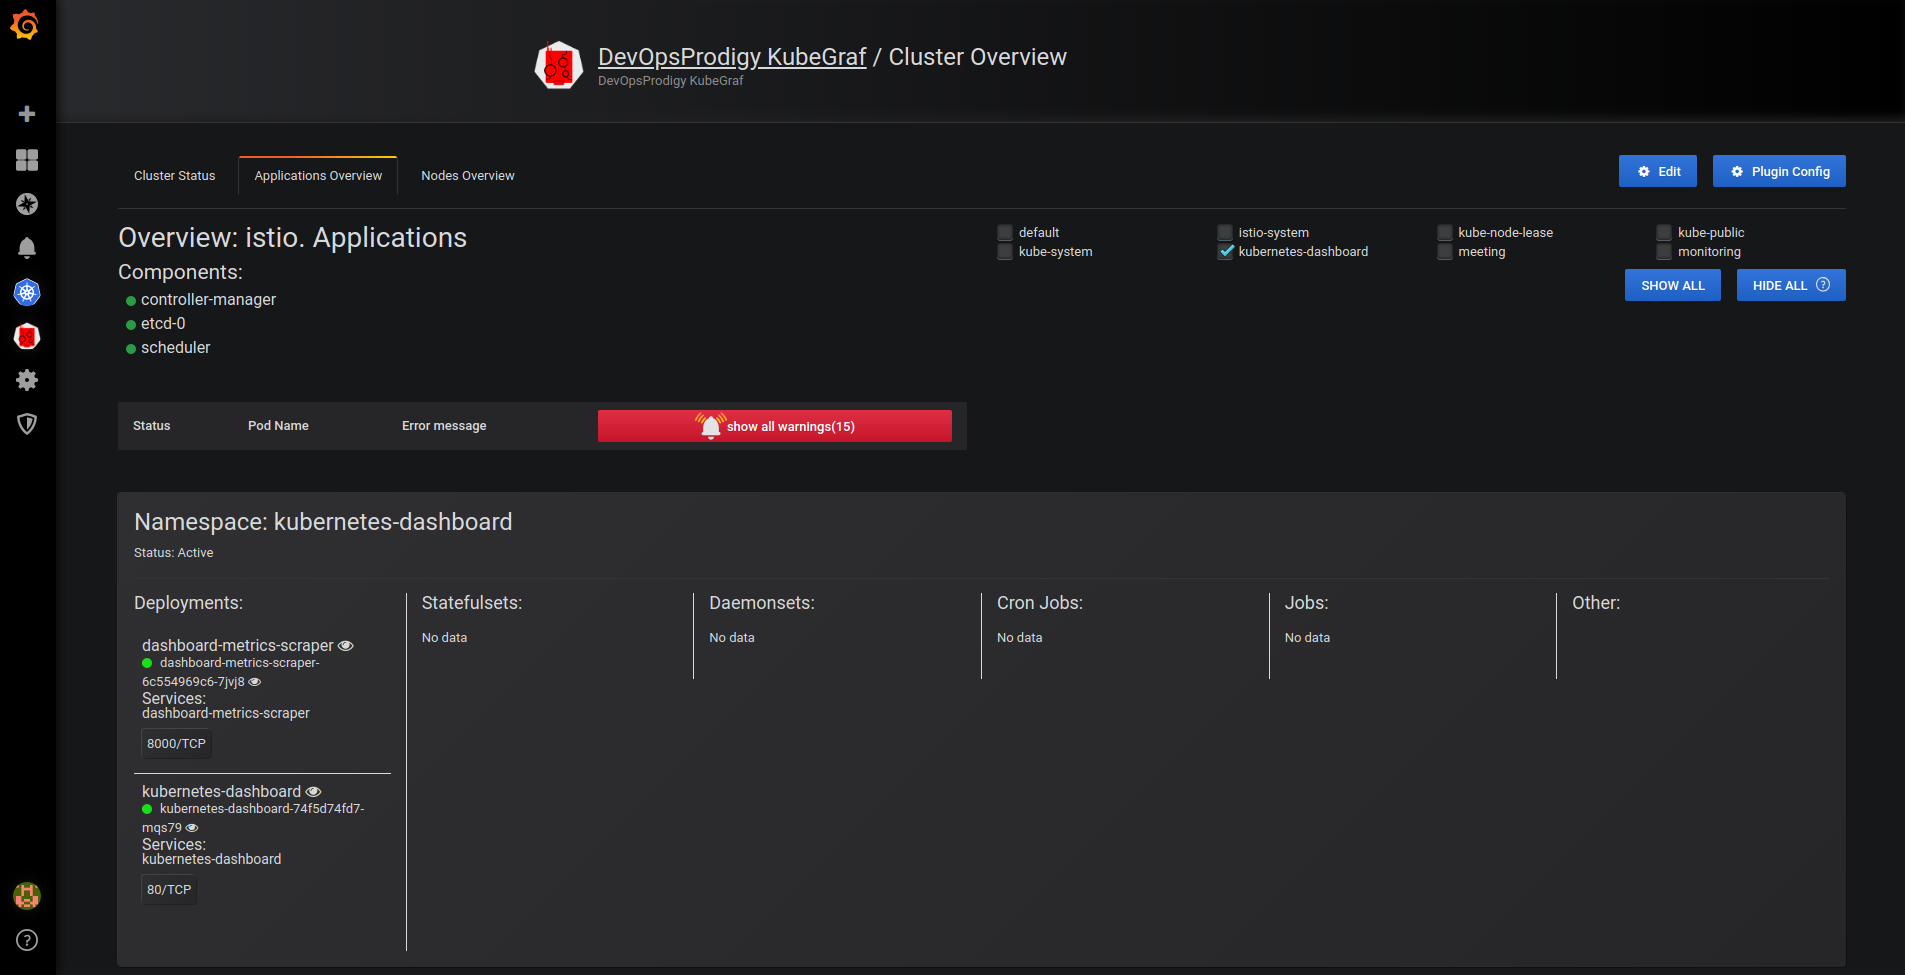 DevOpsProdigy KubeGraf / Cluster Overview
DevOpsProdigy KubeGraf
Cluster Status
Applications Overview
Nodes Overview
Edit
Plugin Config
Overview: istio. Applications
default
istio-system
kube-node-lease
kube-public
kube-system
kubernetes-dashboard
meeting
monitoring
Components:
controller-manager
etcd-0
scheduler
SHOW ALL
HIDE ALL ?
Status
Pod Name
Error message
show all warnings(15)
Namespace: kubernetes-dashboard
Status: Active
Deployments:
dashboard-metrics-scraper
dashboard-metrics-scraper-
6c554969c6-7jvj8
Services:
dashboard-metrics-scraper
8000/TCP
kubernetes-dashboard
kubernetes-dashboard-74f5d74fd7-
mqs79
Services:
kubernetes-dashboard
80/TCP
Statefulsets:
No data
Daemonsets:
No data
Cron Jobs:
No data
Jobs:
No data
Other:
?